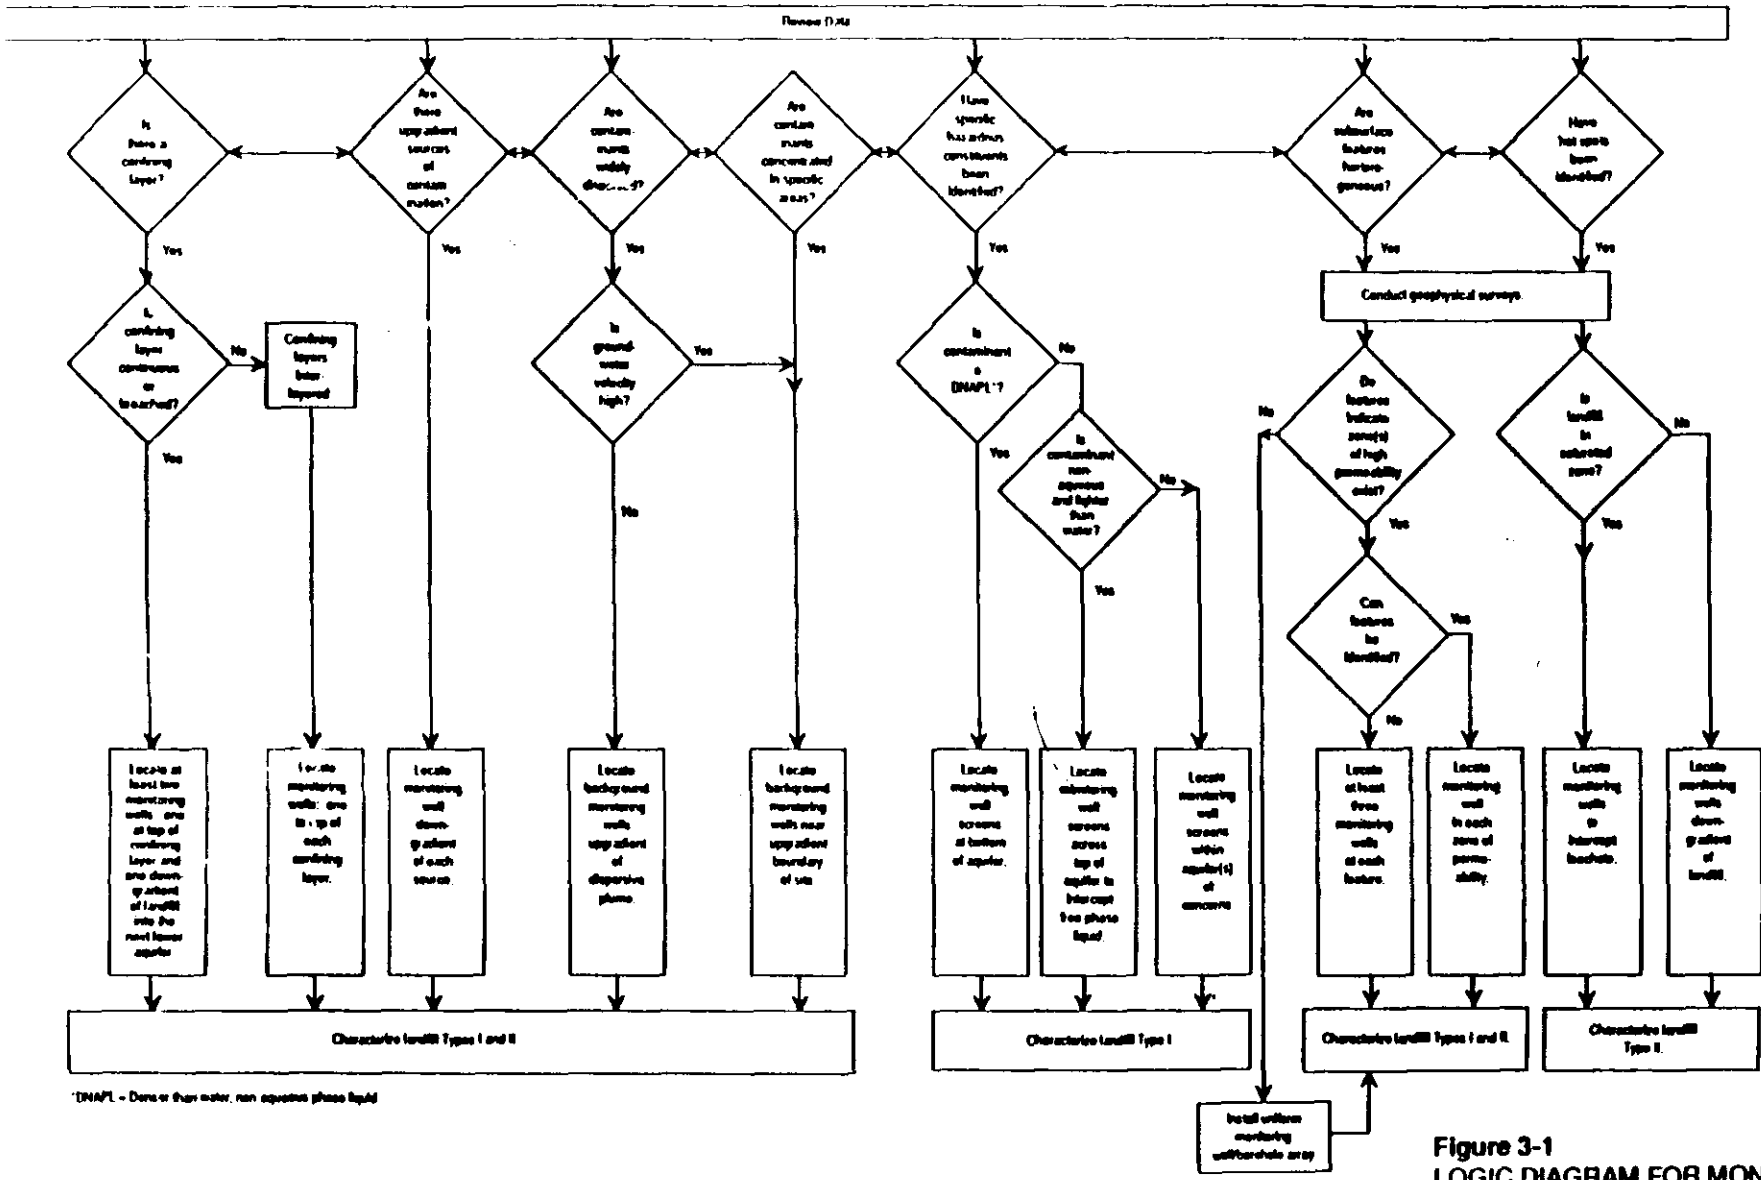 Review Data
Is
there a
confining
layer?
Are
there
upgradient
sources
of
contam
ination?
Are
contam-
inants
widely
dispersed?
Are
contam
inants
concentrated
in specific
areas?
Have
specific
hazardous
constituents
been
identified?
Are
subsurface
features
hetero-
geneous?
Have
hot spots
been
identified?
Yes
Yes
Yes
Yes
Yes
Yes
Yes
Conduct geophysical surveys
Is
confining
layer
continuous
or
breached?
No
Confining
layers
inter-
layered
Is
ground-
water
velocity
high?
Yes
Is
contaminant
a
DNAPL*?
No
Do
features
indicate
zone(s)
of high
permeability
exist?
No
Is
landfill
in
saturated
zone?
No
Yes
No
Yes
Is
contaminant
non-
aqueous
and lighter
than
water?
No
Yes
Yes
Yes
Can
features
be
identified?
Yes
No
Locate at
least two
monitoring
wells: one
at top of
confining
layer and
one down-
gradient
of landfill
into the
next lower
aquifer
Locate
monitoring
wells: one
top of
each
confining
layer.
Locate
monitoring
well
down-
gradient
of each
source.
Locate
background
monitoring
wells
upgradient
of
dispersive
plume.
Locate
background
monitoring
wells near
upgradient
boundary
of site
Locate
monitoring
well
screens
at bottom
of aquifer.
Locate
monitoring
well
screens
across
top of
aquifer to
intercept
free phase
liquid.
Locate
monitoring
well
screens
within
aquifer(s)
of
concerns
Locate
at least
three
monitoring
wells
at each
feature.
Locate
monitoring
well
in each
zone of
perme-
ability.
Locate
monitoring
wells
to
intercept
leachate.
Locate
monitoring
wells
down-
gradient
of
landfill.
Characterize landfill Types I and II
Characterize landfill Type I
Characterize landfill Types I and II.
Characterize landfill
Type II.
*DNAPL - Denser than water, non aqueous phase liquid
Install uniform
monitoring
well/borehole array
Figure 3-1
LOGIC DIAGRAM FOR MON